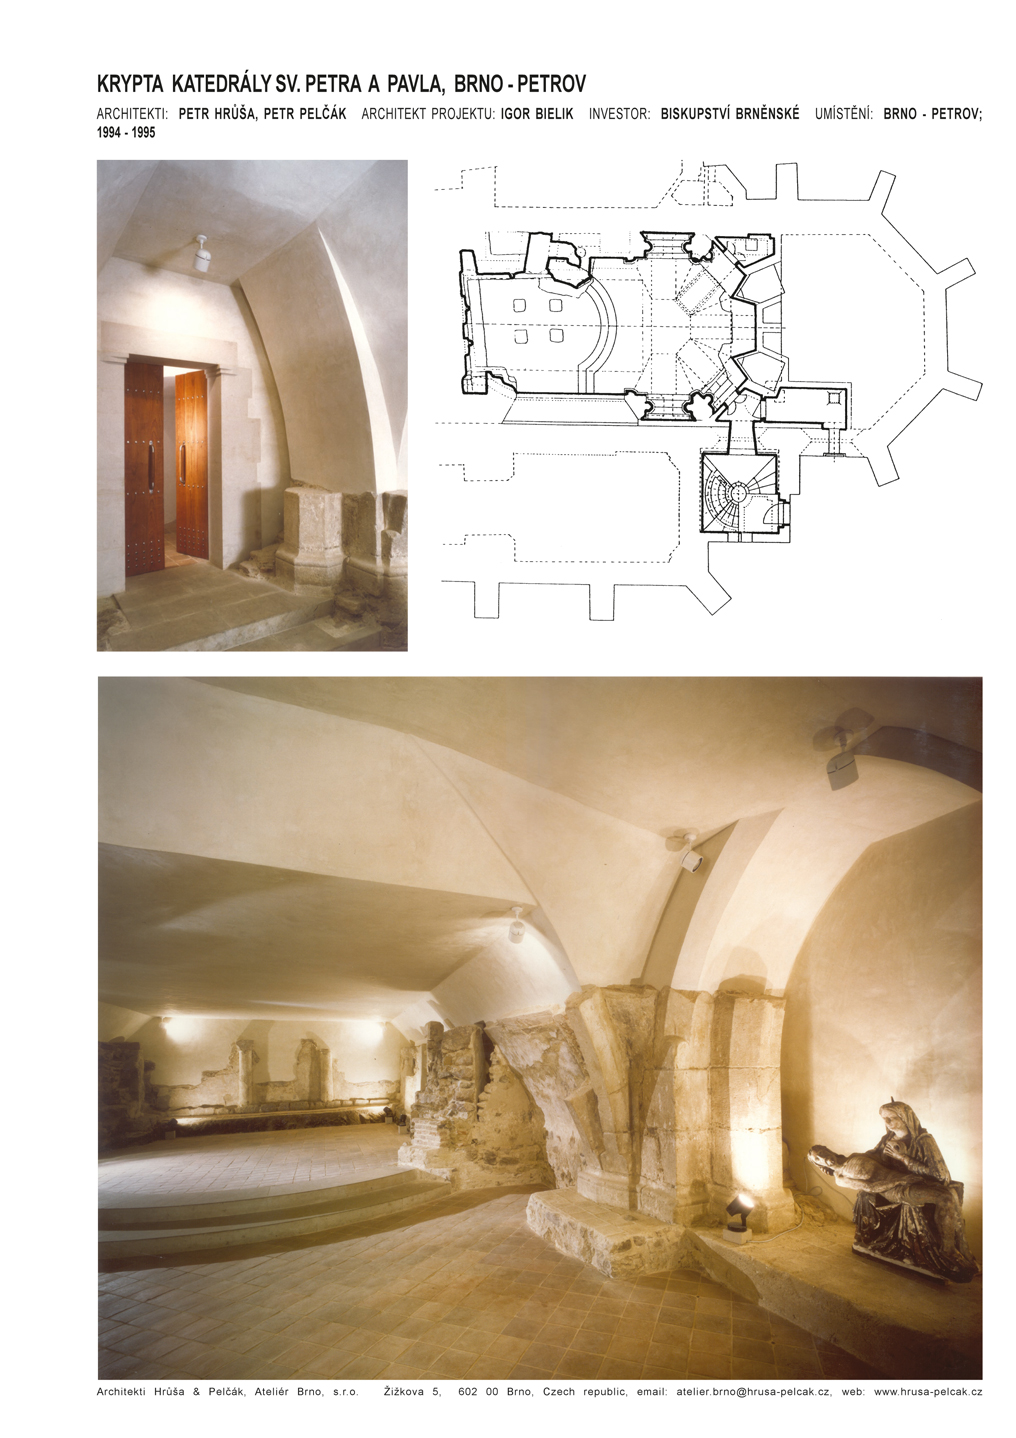 KRYPTA KATEDRÁLY SV. PETRA A PAVLA, BRNO - PETROV
ARCHITEKTI: PETR HRŮŠA, PETR PELČÁK ARCHITEKT PROJEKTU: IGOR BIELIK INVESTOR: BISKUPSTVÍ BRNĚNSKÉ UMÍSTĚNÍ: BRNO - PETROV;
1994 - 1995
Architekti Hrůša & Pelčák, Ateliér Brno, s.r.o. Žižkova 5, 602 00 Brno, Czech republic, email: atelier.brno@hrusa-pelcak.cz, web: www.hrusa-pelcak.cz